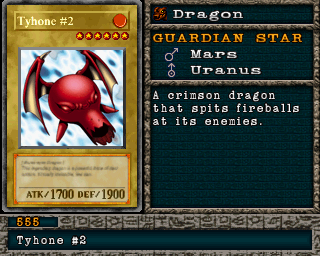 Tyhone #2
ATK/1700 DEF/1900
Dragon
GUARDIAN STAR
Mars
Uranus
A crimson dragon
that spits fireballs
at its enemies.
555
Tyhone #2